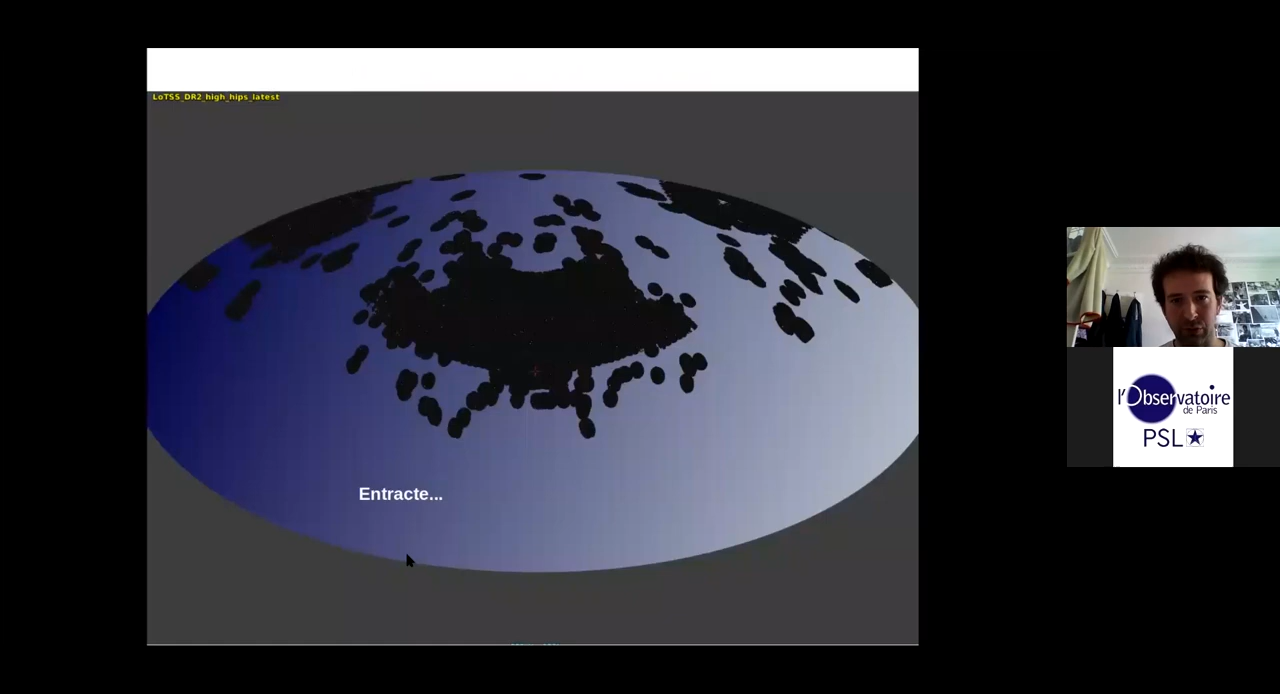 LoTSS_DR2_high_hips_latest
Entracte...
l'Observatoire
de Paris
PSL